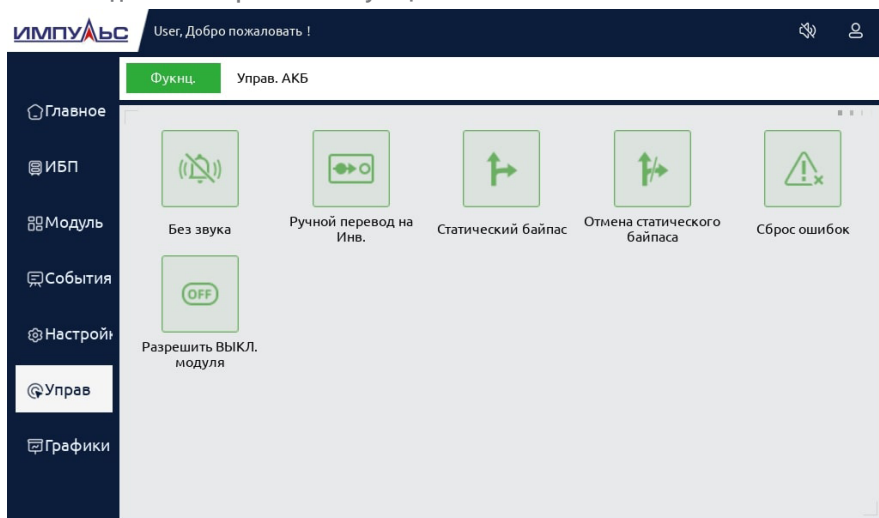 ИМПУЛЬС
User, Добро пожаловать !
Фукнц.
Управ. АКБ
Главное
ИБП
Модуль
События
Настройк
Управ
Графики
Без звука
Ручной перевод на
Инв.
Статический байпас
Отмена статического
байпаса
Сброс ошибок
OFF
Разрешить ВЫКЛ.
модуля